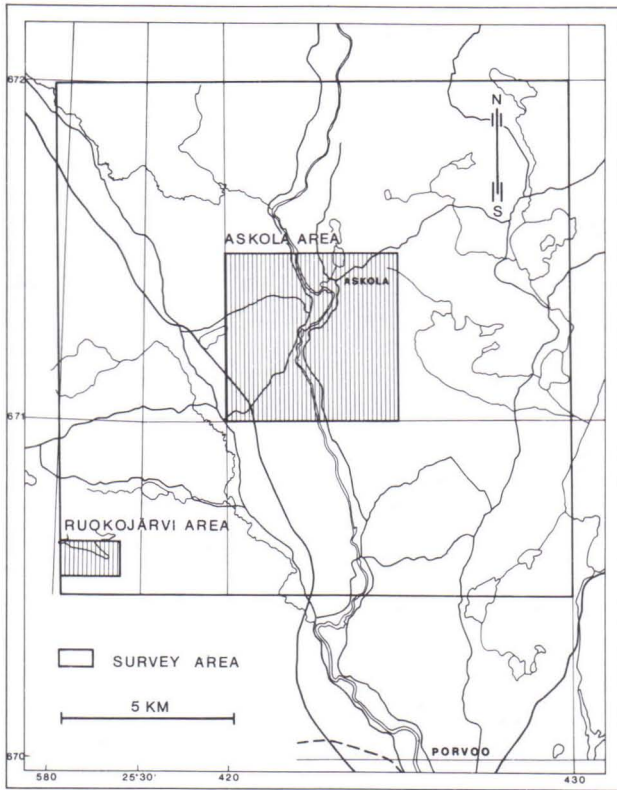 672
N
S
ASKOLA AREA
ASKOLA
671
RUOKOJÄRVI AREA
SURVEY AREA
5 KM
670
PORVOO
580
25°30'
420
430